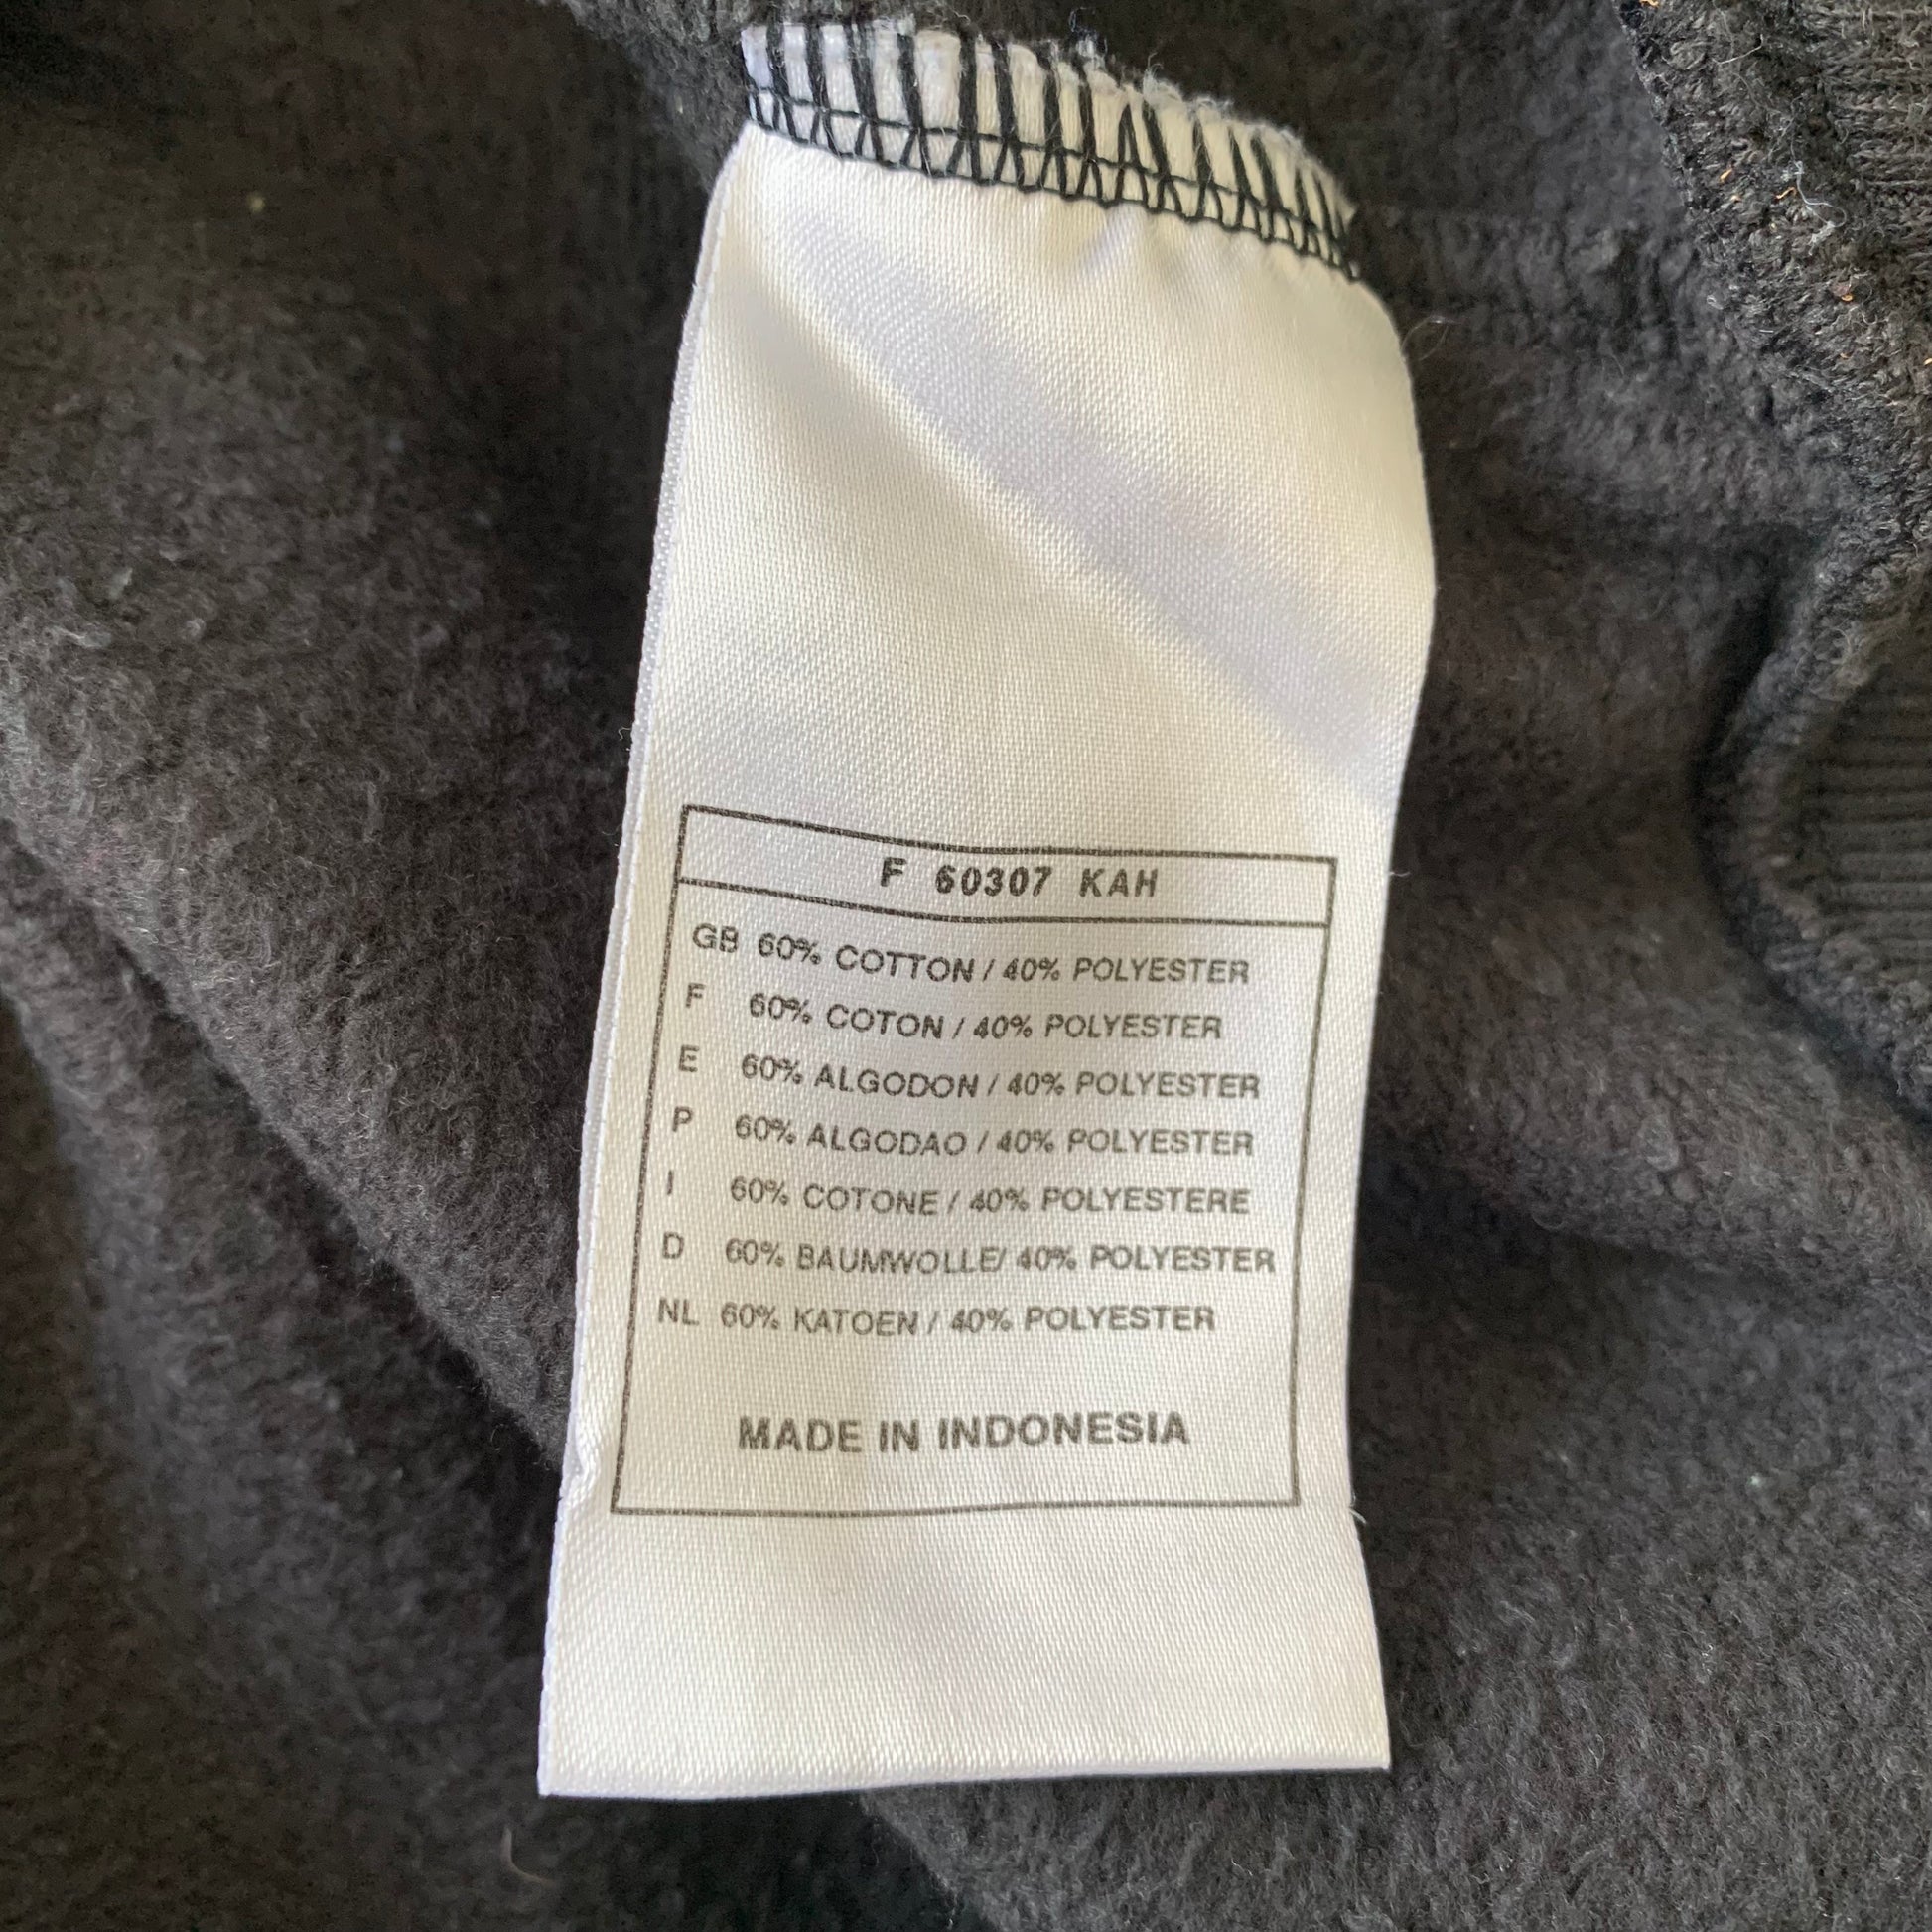 F 60307 KAH
GB 60% COTTON / 40% POLYESTER
F 60% COTON / 40% POLYESTER
E 60% ALGODON / 40% POLYESTER
P 60% ALGODAO / 40% POLYESTER
I 60% COTONE / 40% POLYESTERE
D 60% BAUMWOLLE/ 40% POLYESTER
NL 60% KATOEN / 40% POLYESTER
MADE IN INDONESIA